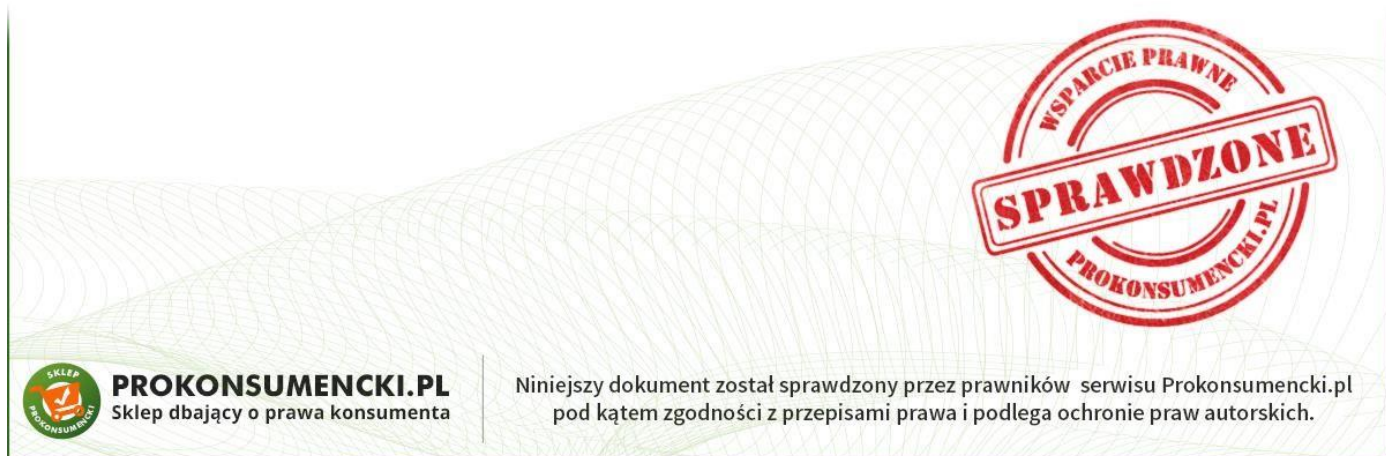 WSPARCIE PRAWNE
SPRAWDZONE
PROKONSUMENCKI.PL
SKLEP
PROKONSUMENCKI
PROKONSUMENCKI.PL
Sklep dbający o prawa konsumenta
Niniejszy dokument został sprawdzony przez prawników serwisu Prokonsumencki.pl
pod kątem zgodności z przepisami prawa i podlega ochronie praw autorskich.